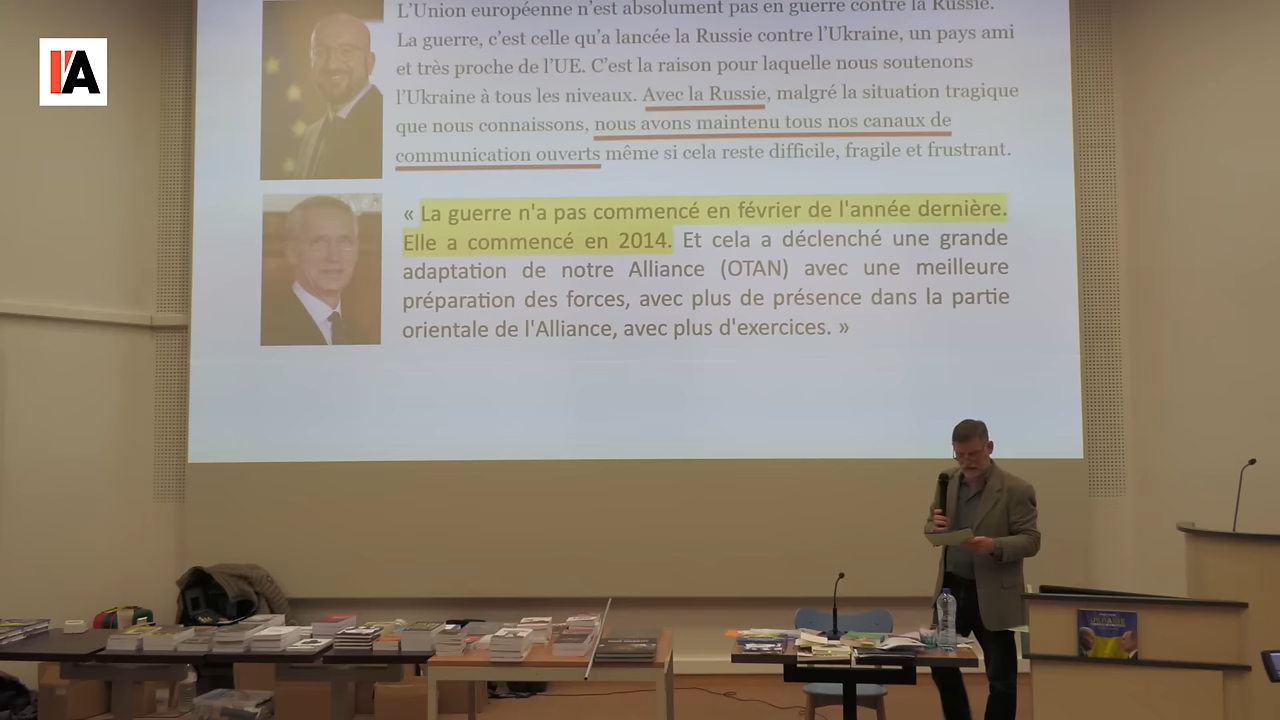 I'A
L'Union européenne n'est absolument pas en guerre contre la Russie.
La guerre, c'est celle qu'a lancée la Russie contre l'Ukraine, un pays ami
et très proche de l'UE. C'est la raison pour laquelle nous soutenons
l'Ukraine à tous les niveaux. Avec la Russie, malgré la situation tragique
que nous connaissons, nous avons maintenu tous nos canaux de
communication ouverts même si cela reste difficile, fragile et frustrant.
« La guerre n'a pas commencé en février de l'année dernière.
Elle a commencé en 2014. Et cela a déclenché une grande
adaptation de notre Alliance (OTAN) avec une meilleure
préparation des forces, avec plus de présence dans la partie
orientale de l'Alliance, avec plus d'exercices. »